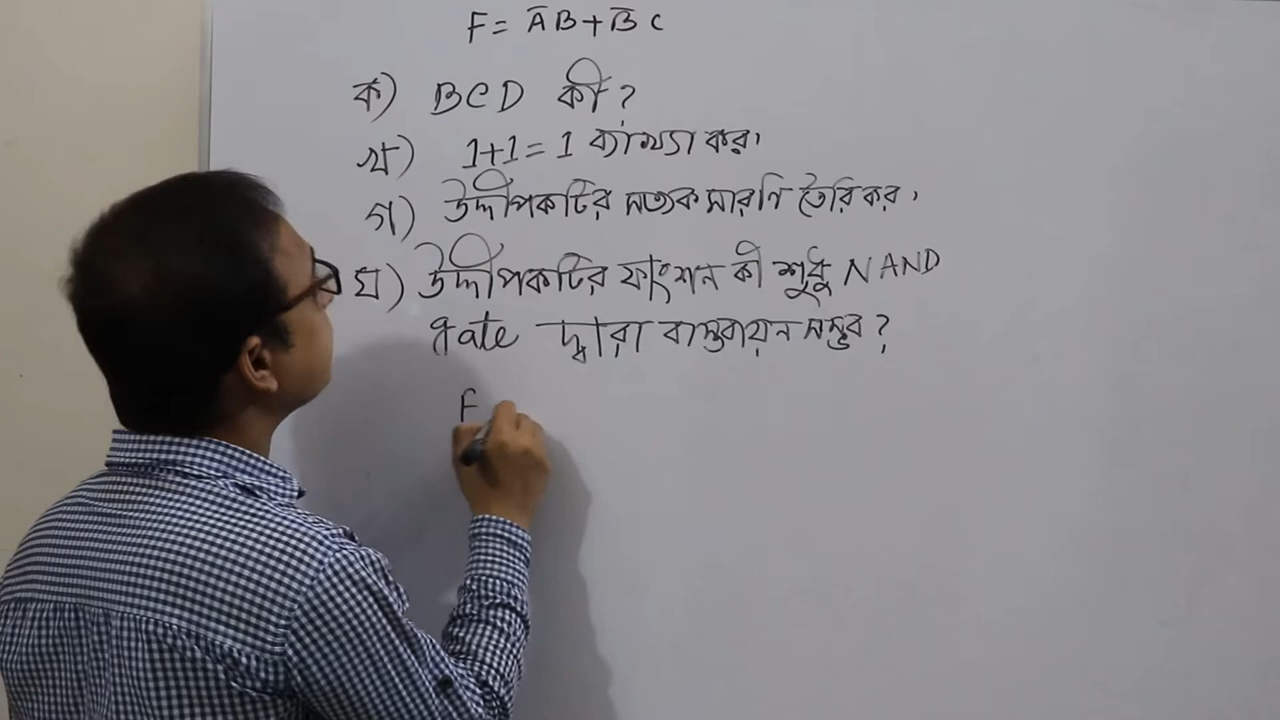 F = A̅B + B̅C
ক) BCD কী?
খ) 1+1=1 ব্যাখ্যা কর।
গ) উদ্দীপকটির সত্যক সারণি তৈরি কর।
ঘ) উদ্দীপকটির ফাংশন কী শুধু NAND
gate দ্বারা বাস্তবায়ন সম্ভব?
F